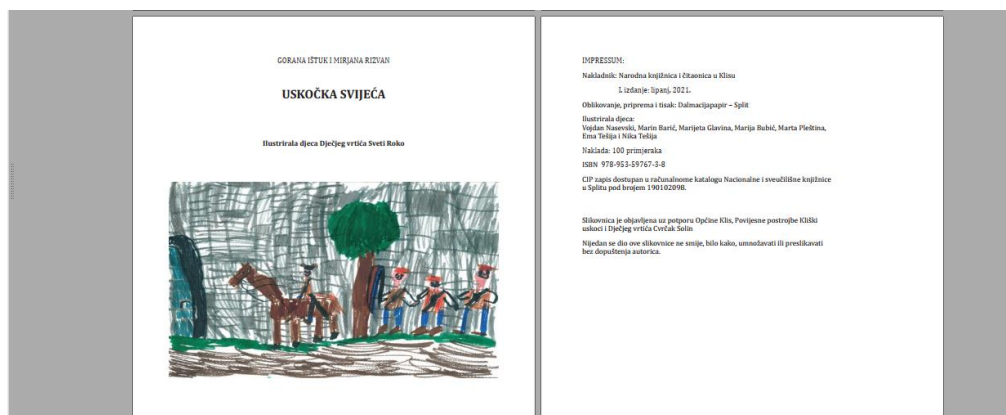 GORANA IŠTUK I MIRJANA RIZVAN
USKOČKA SVIJEĆA
Ilustrirala djeca Dječjeg vrtića Sveti Roko
IMPRESSUM:
Nakladnik: Narodna knjižnica i čitaonica u Klisu
I. izdanje: lipanj, 2021.
Oblikovanje, priprema i tisak: Dalmacijapapir – Split
Ilustrirala djeca:
Vojdan Nasevski, Marin Barić, Marijeta Glavina, Marija Bubić, Marta Pleština,
Ema Tešija i Nika Tešija
Naklada: 100 primjeraka
ISBN 978-953-59767-3-8
CIP zapis dostupan u računalnome katalogu Nacionalne i sveučilišne knjižnice
u Splitu pod brojem 190102098.
Slikovnica je objavljena uz potporu Općine Klis, Povijesne postrojbe Kliški
uskoci i Dječjeg vrtića Cvrčak Solin
Nijedan se dio ove slikovnice ne smije, bilo kako, umnožavati ili preslikavati
bez dopuštenja autorica.